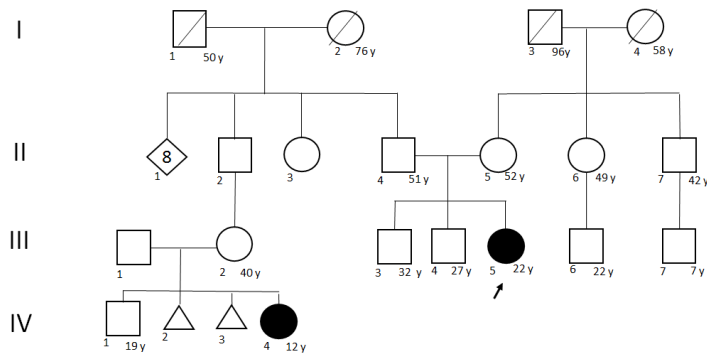 I
1 50 y
2 76 y
3 96y
4 58 y
II
8
1
2
3
4 51 y
5 52 y
6 49 y
7 42 y
III
1
2 40 y
3 32 y
4 27 y
5 22 y
6 22 y
7 7 y
IV
1 19 y
2
3
4 12 y